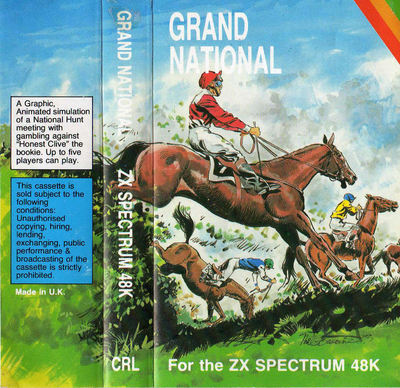 A Graphic,
Animated simulation
of a National Hunt
meeting with
gambling against
"Honest Clive" the
bookie. Up to five
players can play.
This cassette is
sold subject to the
following
conditions:
Unauthorised
copying, hiring,
lending,
exchanging, public
performance &
broadcasting of the
cassette is strictly
prohibited.
Made in U.K.
GRAND NATIONAL
ZX SPECTRUM 48K
CRL
GRAND
NATIONAL
For the ZX SPECTRUM 48K